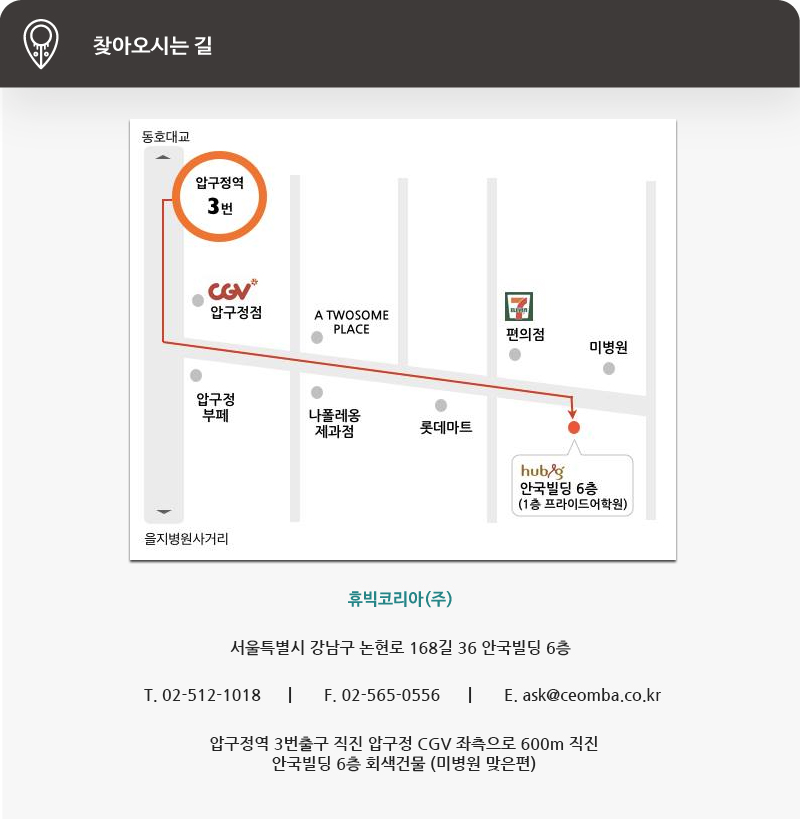 찾아오시는 길
동호대교
압구정역
3번
CGV
압구정점
A TWOSOME
PLACE
7
ELEVEN
편의점
미병원
압구정
부페
나폴레옹
제과점
롯데마트
hubig
안국빌딩 6층
(1층 프라이드어학원)
을지병원사거리
휴빅코리아(주)
서울특별시 강남구 논현로 168길 36 안국빌딩 6층
T. 02-512-1018 | F. 02-565-0556 | E. ask@ceomba.co.kr
압구정역 3번출구 직진 압구정 CGV 좌측으로 600m 직진
안국빌딩 6층 회색건물 (미병원 맞은편)